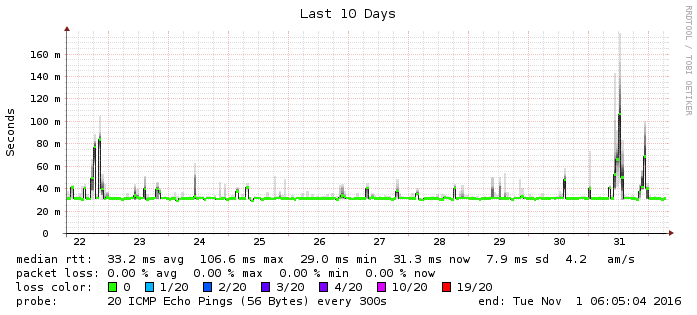 Last 10 Days
RRDTOOL / TOBI OETIKER
Seconds
160 m
140 m
120 m
100 m
80 m
60 m
40 m
20 m
0
22 23 24 25 26 27 28 29 30 31
median rtt: 33.2 ms avg 106.6 ms max 29.0 ms min 31.3 ms now 7.9 ms sd 4.2 am/s
packet loss: 0.00 % avg 0.00 % max 0.00 % min 0.00 % now
loss color: 0 1/20 2/20 3/20 4/20 10/20 19/20
probe: 20 ICMP Echo Pings (56 Bytes) every 300s end: Tue Nov 1 06:05:04 2016